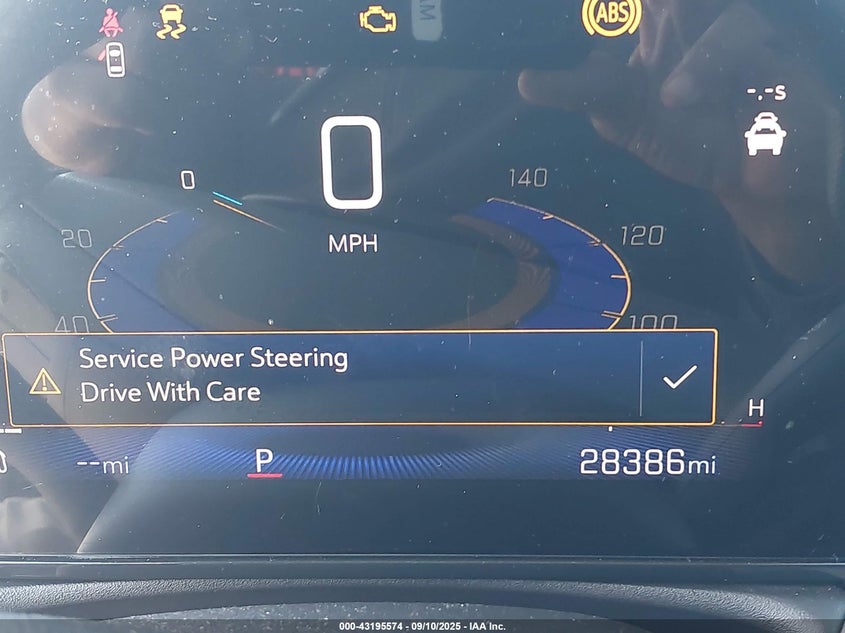 ABS
-.-s
0
0
MPH
140
20
120
40
100
Service Power Steering
Drive With Care
H
--mi
P
28386mi
000-43195574 - 09/10/2025 - IAA Inc.